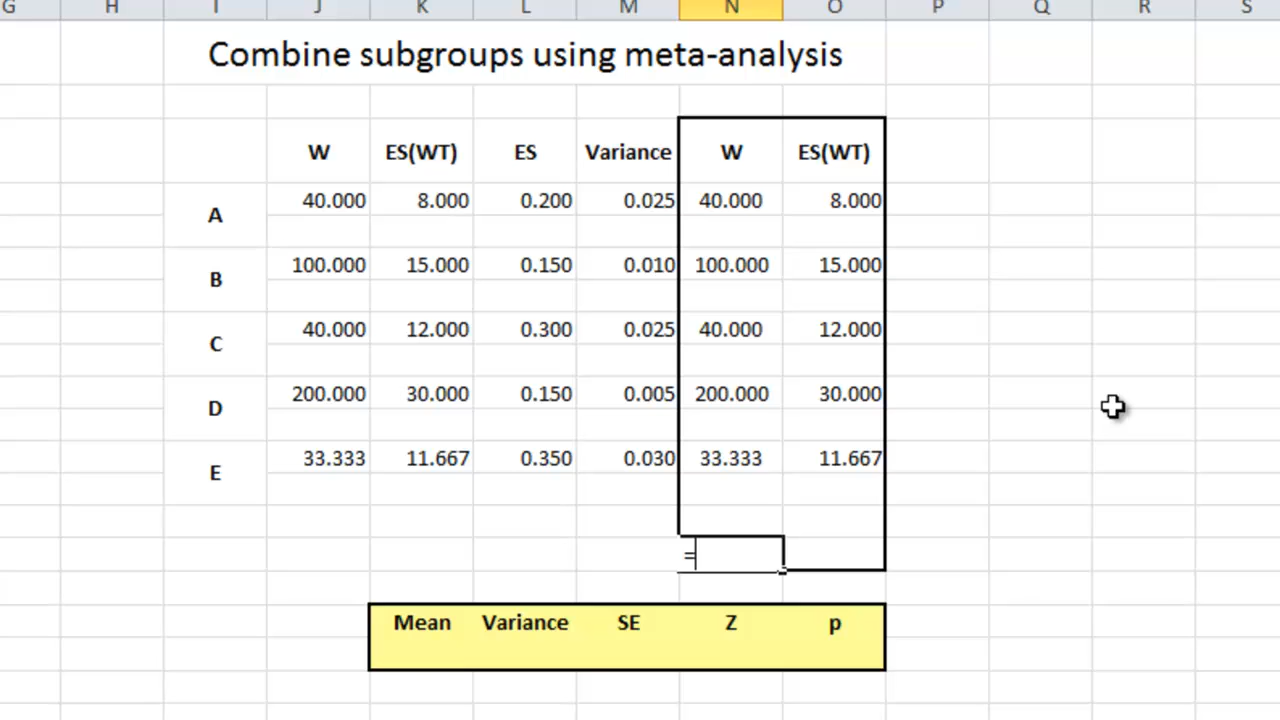 G H I J K L M N O P Q R S
Combine subgroups using meta-analysis
W ES(WT) ES Variance W ES(WT)
A 40.000 8.000 0.200 0.025 40.000 8.000
B 100.000 15.000 0.150 0.010 100.000 15.000
C 40.000 12.000 0.300 0.025 40.000 12.000
D 200.000 30.000 0.150 0.005 200.000 30.000
E 33.333 11.667 0.350 0.030 33.333 11.667
=
Mean Variance SE Z p